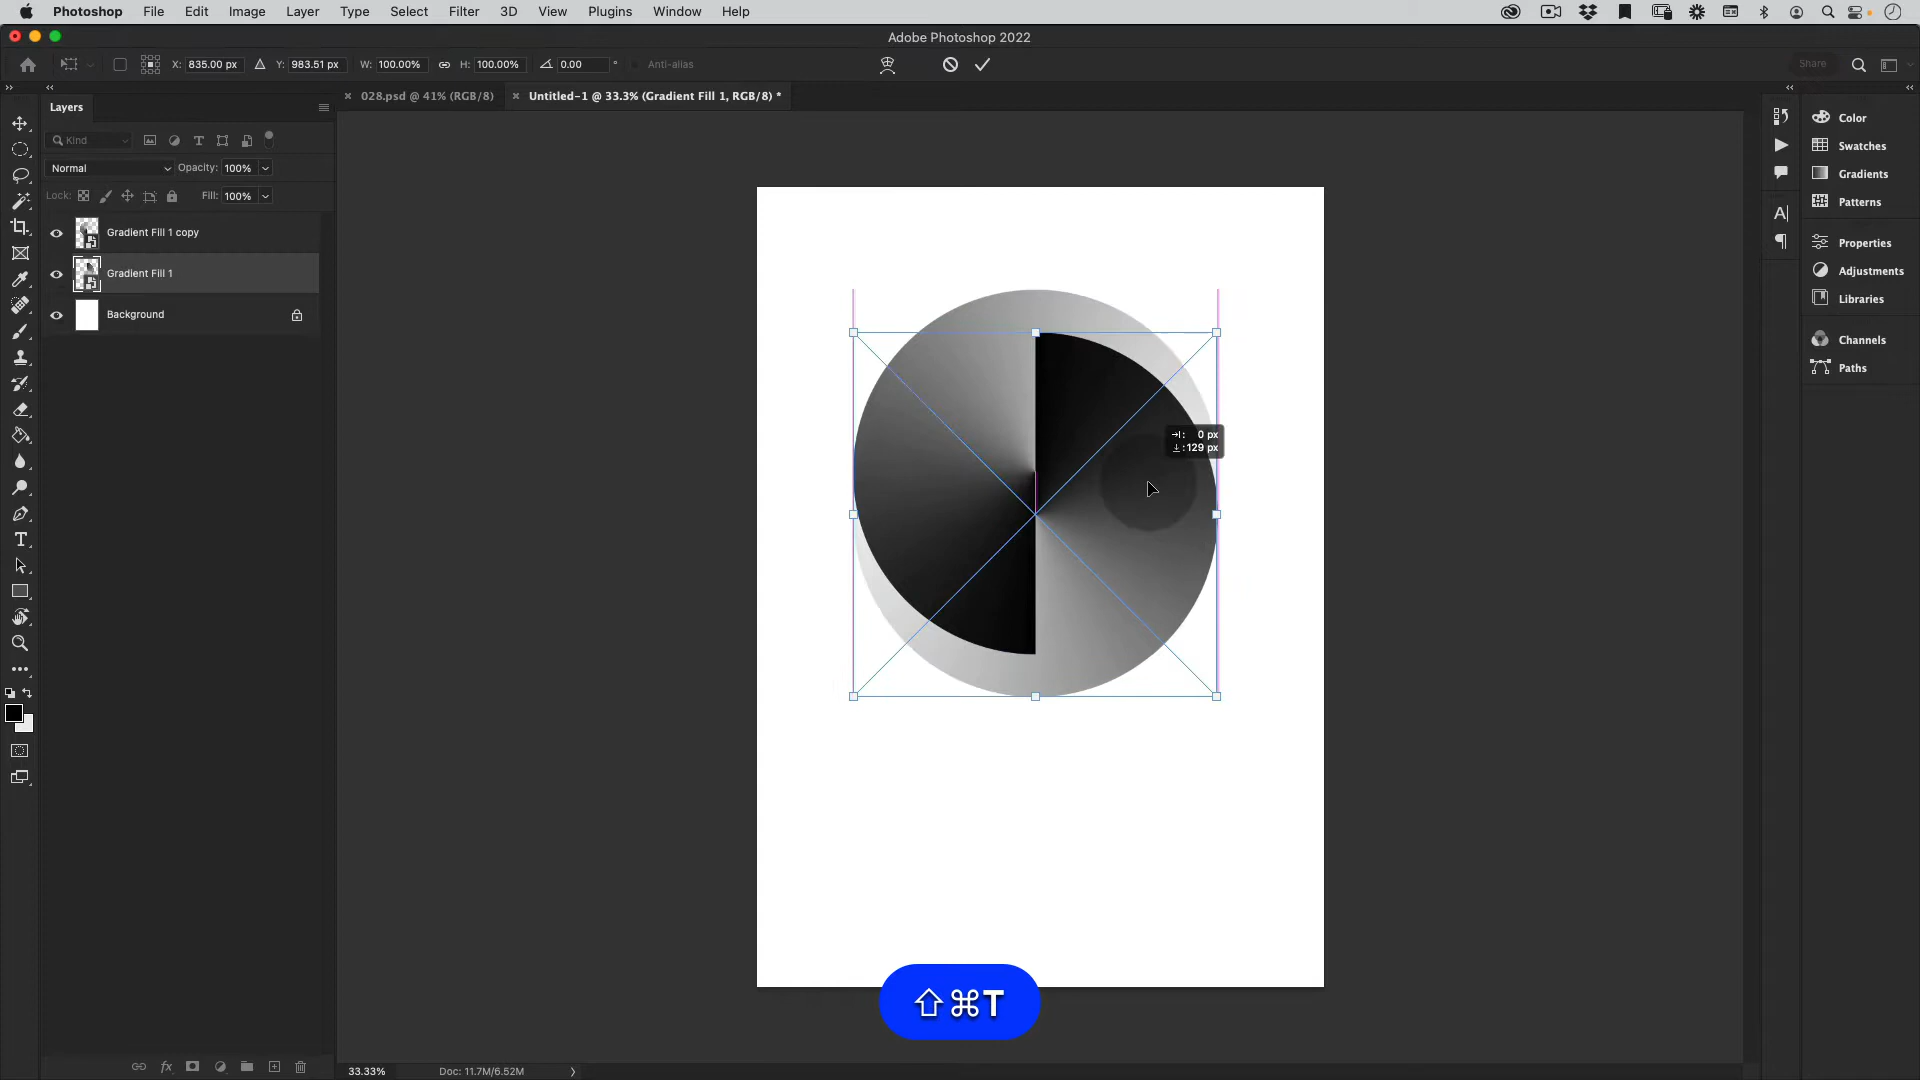 Photoshop File Edit Image Layer Type Select Filter 3D View Plugins Window Help
Adobe Photoshop 2022
X: 835.00 px Y: 983.51 px W: 100.00% H: 100.00% 0.00 ° Anti-alias Share
028.psd @ 41% (RGB/8) Untitled-1 @ 33.3% (Gradient Fill 1, RGB/8) *
Layers
Kind
Normal Opacity: 100%
Lock: Fill: 100%
Gradient Fill 1 copy
Gradient Fill 1
Background
0 px
129 px
Color
Swatches
Gradients
Patterns
Properties
Adjustments
Libraries
Channels
Paths
⇧⌘T
33.33% Doc: 11.7M/6.52M